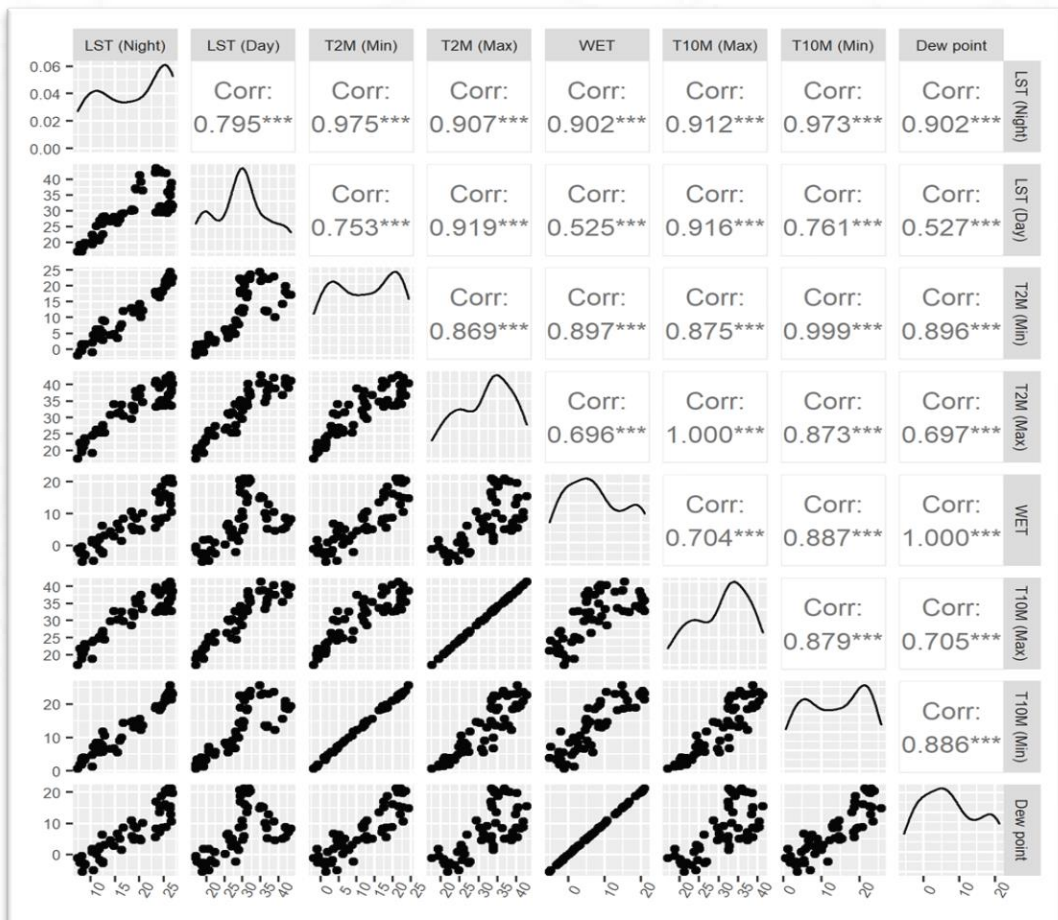 LST (Night) LST (Day) T2M (Min) T2M (Max) WET T10M (Max) T10M (Min) Dew point
0.06
0.04
0.02
0.00
Corr: Corr: Corr: Corr: Corr: Corr: Corr:
0.795*** 0.975*** 0.907*** 0.902*** 0.912*** 0.973*** 0.902***
LST (Night)
40
35
30
25
20
Corr: Corr: Corr: Corr: Corr: Corr:
0.753*** 0.919*** 0.525*** 0.916*** 0.761*** 0.527***
LST (Day)
25
20
15
10
5
0
Corr: Corr: Corr: Corr: Corr:
0.869*** 0.897*** 0.875*** 0.999*** 0.896***
T2M (Min)
40
35
30
25
20
Corr: Corr: Corr: Corr:
0.696*** 1.000*** 0.873*** 0.697***
T2M (Max)
20
10
0
Corr: Corr: Corr:
0.704*** 0.887*** 1.000***
WET
40
35
30
25
20
Corr: Corr:
0.879*** 0.705***
T10M (Max)
20
10
0
Corr:
0.886***
T10M (Min)
20
10
0
Dew point
10 15 20 25 20 25 30 35 40 0 5 10 15 20 25 20 25 30 35 40 0 10 20 20 25 30 35 40 0 10 20 0 10 20